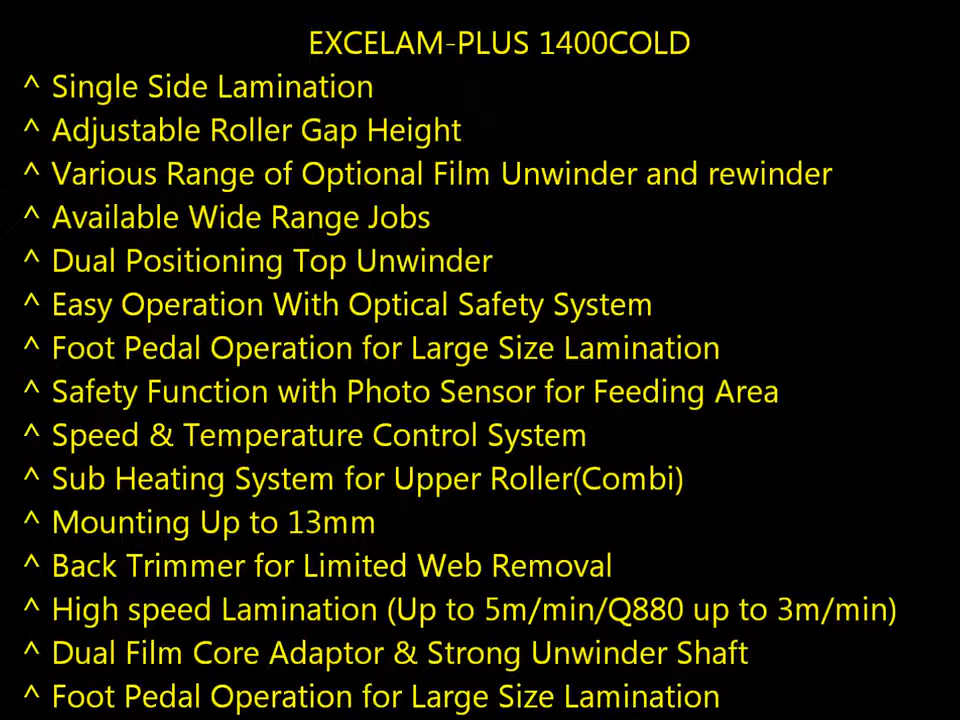 EXCELAM-PLUS 1400COLD
^ Single Side Lamination
^ Adjustable Roller Gap Height
^ Various Range of Optional Film Unwinder and rewinder
^ Available Wide Range Jobs
^ Dual Positioning Top Unwinder
^ Easy Operation With Optical Safety System
^ Foot Pedal Operation for Large Size Lamination
^ Safety Function with Photo Sensor for Feeding Area
^ Speed & Temperature Control System
^ Sub Heating System for Upper Roller(Combi)
^ Mounting Up to 13mm
^ Back Trimmer for Limited Web Removal
^ High speed Lamination (Up to 5m/min/Q880 up to 3m/min)
^ Dual Film Core Adaptor & Strong Unwinder Shaft
^ Foot Pedal Operation for Large Size Lamination